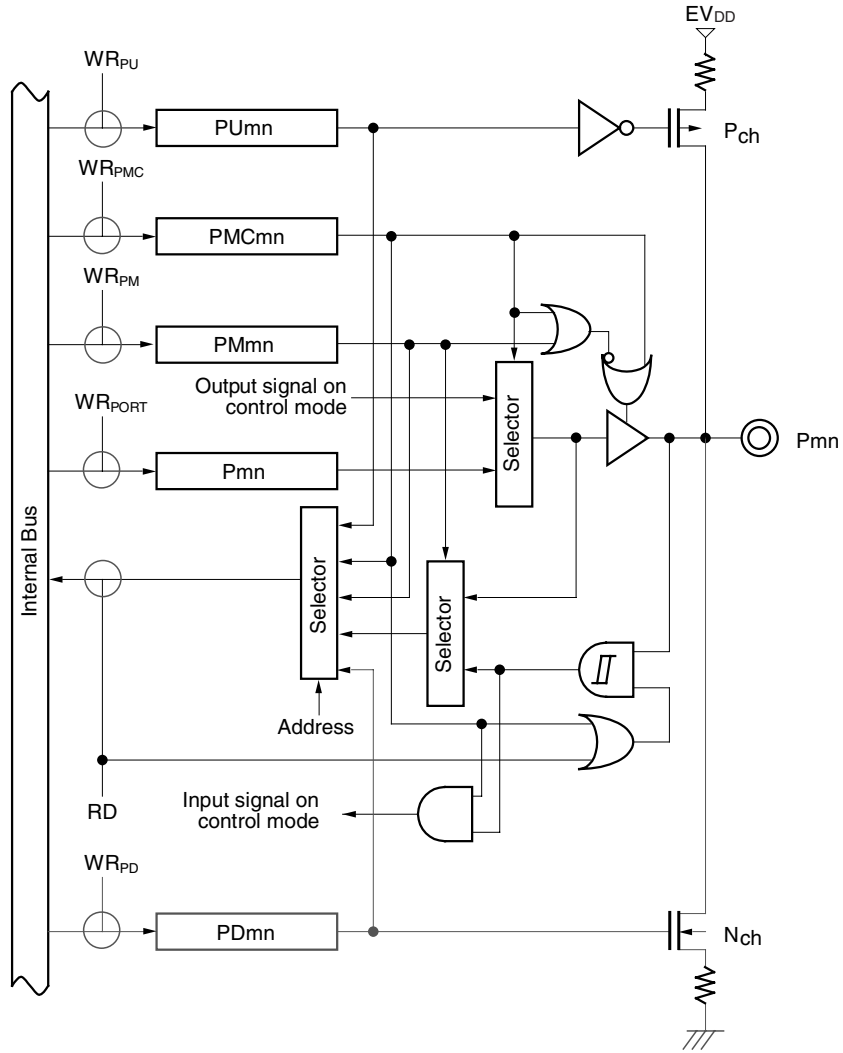 EVDD
WRPU
PUmn
Pch
WRPMC
PMCmn
WRPM
PMmn
Output signal on
control mode
Selector
WRPORT
Pmn
Pmn
Internal Bus
Selector
Selector
Address
RD
Input signal on
control mode
WRPD
PDmn
Nch